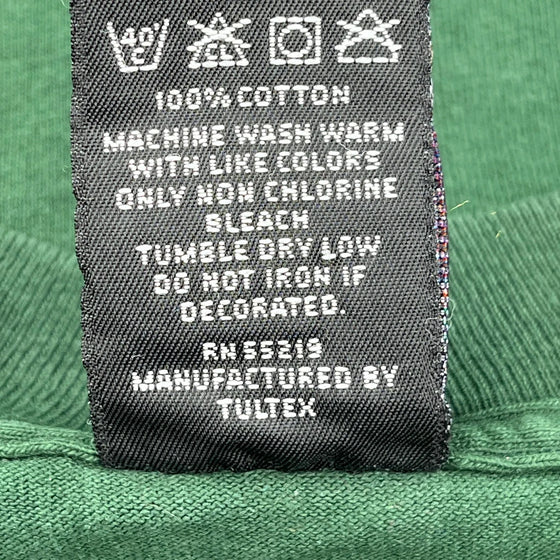 40°C
CL
100% COTTON
MACHINE WASH WARM
WITH LIKE COLORS
ONLY NON CHLORINE
BLEACH
TUMBLE DRY LOW
DO NOT IRON IF
DECORATED.
RN 55219
MANUFACTURED BY
TULTEX